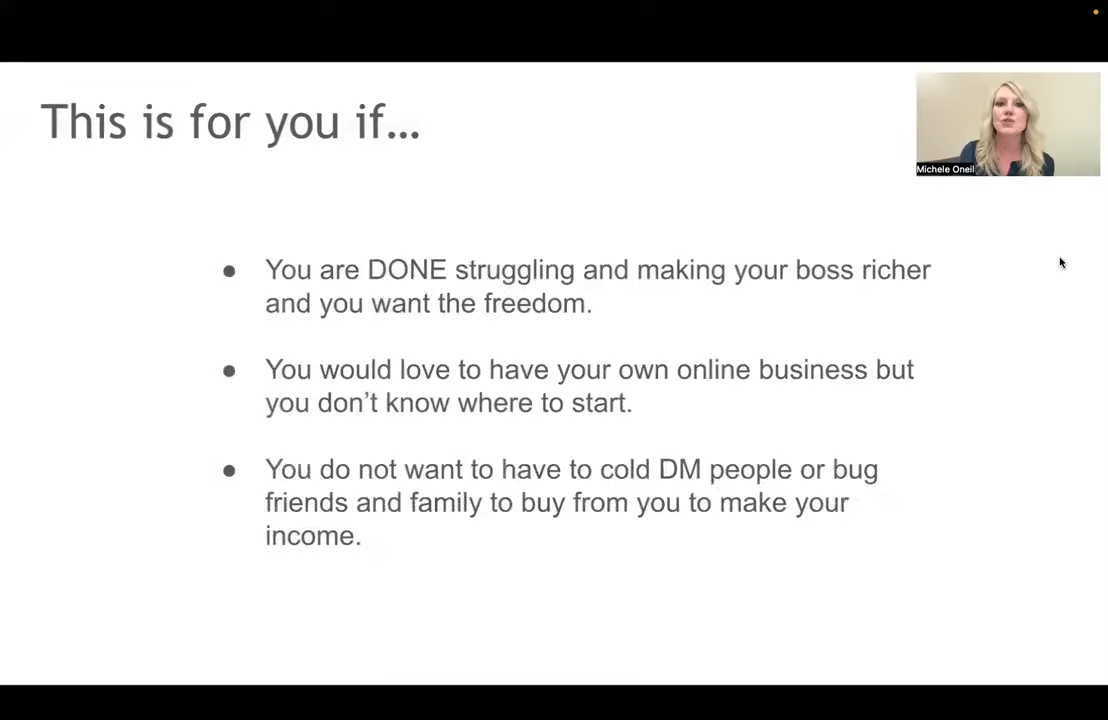 This is for you if...
Michele Oneil
● You are DONE struggling and making your boss richer
and you want the freedom.
● You would love to have your own online business but
you don’t know where to start.
● You do not want to have to cold DM people or bug
friends and family to buy from you to make your
income.